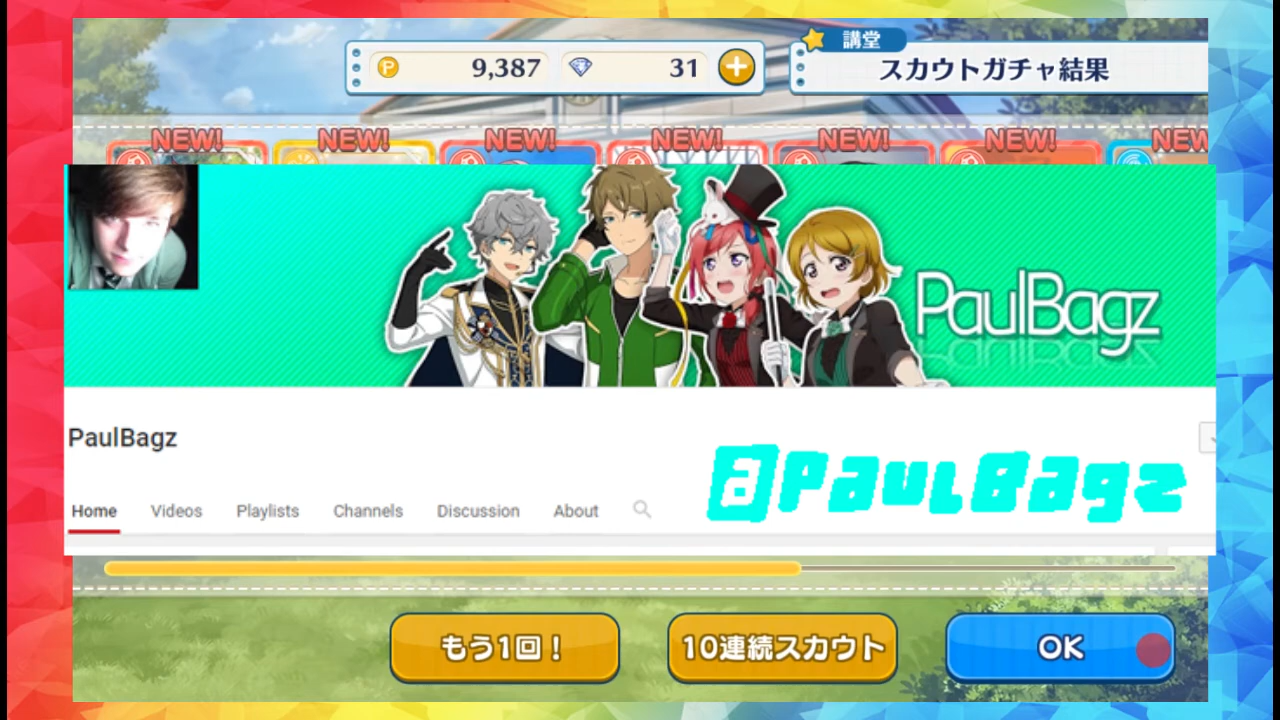 講堂
9,387
31
スカウトガチャ結果
NEW! NEW! NEW! NEW! NEW! NEW! NEW
PaulBagz
PaulBagz
@PaulBagz
Home Videos Playlists Channels Discussion About
もう1回！ 10連続スカウト OK